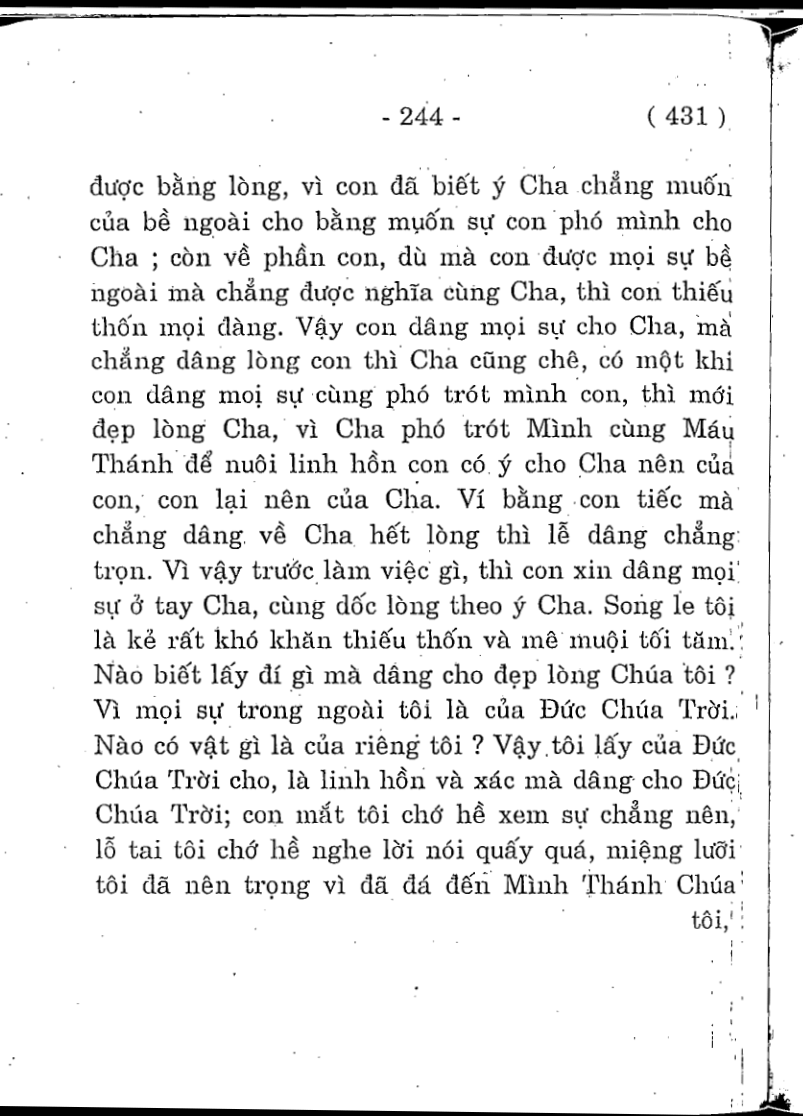 - 244 - ( 431 )
được bằng lòng, vì con đã biết ý Cha chẳng muốn
của bề ngoài cho bằng muốn sự con phó mình cho
Cha ; còn về phần con, dù mà con được mọi sự bề
ngoài mà chẳng được nghĩa cùng Cha, thì con thiếu
thốn mọi đàng. Vậy con dâng mọi sự cho Cha, mà
chẳng dâng lòng con thì Cha cũng chê, có một khi
con dâng mọi sự cùng phó trót mình con, thì mới
đẹp lòng Cha, vì Cha phó trót Mình cùng Máu
Thánh để nuôi linh hồn con có ý cho Cha nên của
con, con lại nên của Cha. Ví bằng con tiếc mà
chẳng dâng về Cha hết lòng thì lễ dâng chẳng
trọn. Vì vậy trước làm việc gì, thì con xin dâng mọi
sự ở tay Cha, cùng dốc lòng theo ý Cha. Song le tôi
là kẻ rất khó khăn thiếu thốn và mê muội tối tăm.
Nào biết lấy đí gì mà dâng cho đẹp lòng Chúa tôi ?
Vì mọi sự trong ngoài tôi là của Đức Chúa Trời.
Nào có vật gì là của riêng tôi ? Vậy tôi lấy của Đức
Chúa Trời cho, là linh hồn và xác mà dâng cho Đức
Chúa Trời; con mắt tôi chớ hề xem sự chẳng nên,
lỗ tai tôi chớ hề nghe lời nói quấy quá, miệng lưỡi
tôi đã nên trọng vì đã đá đến Mình Thánh Chúa
tôi,